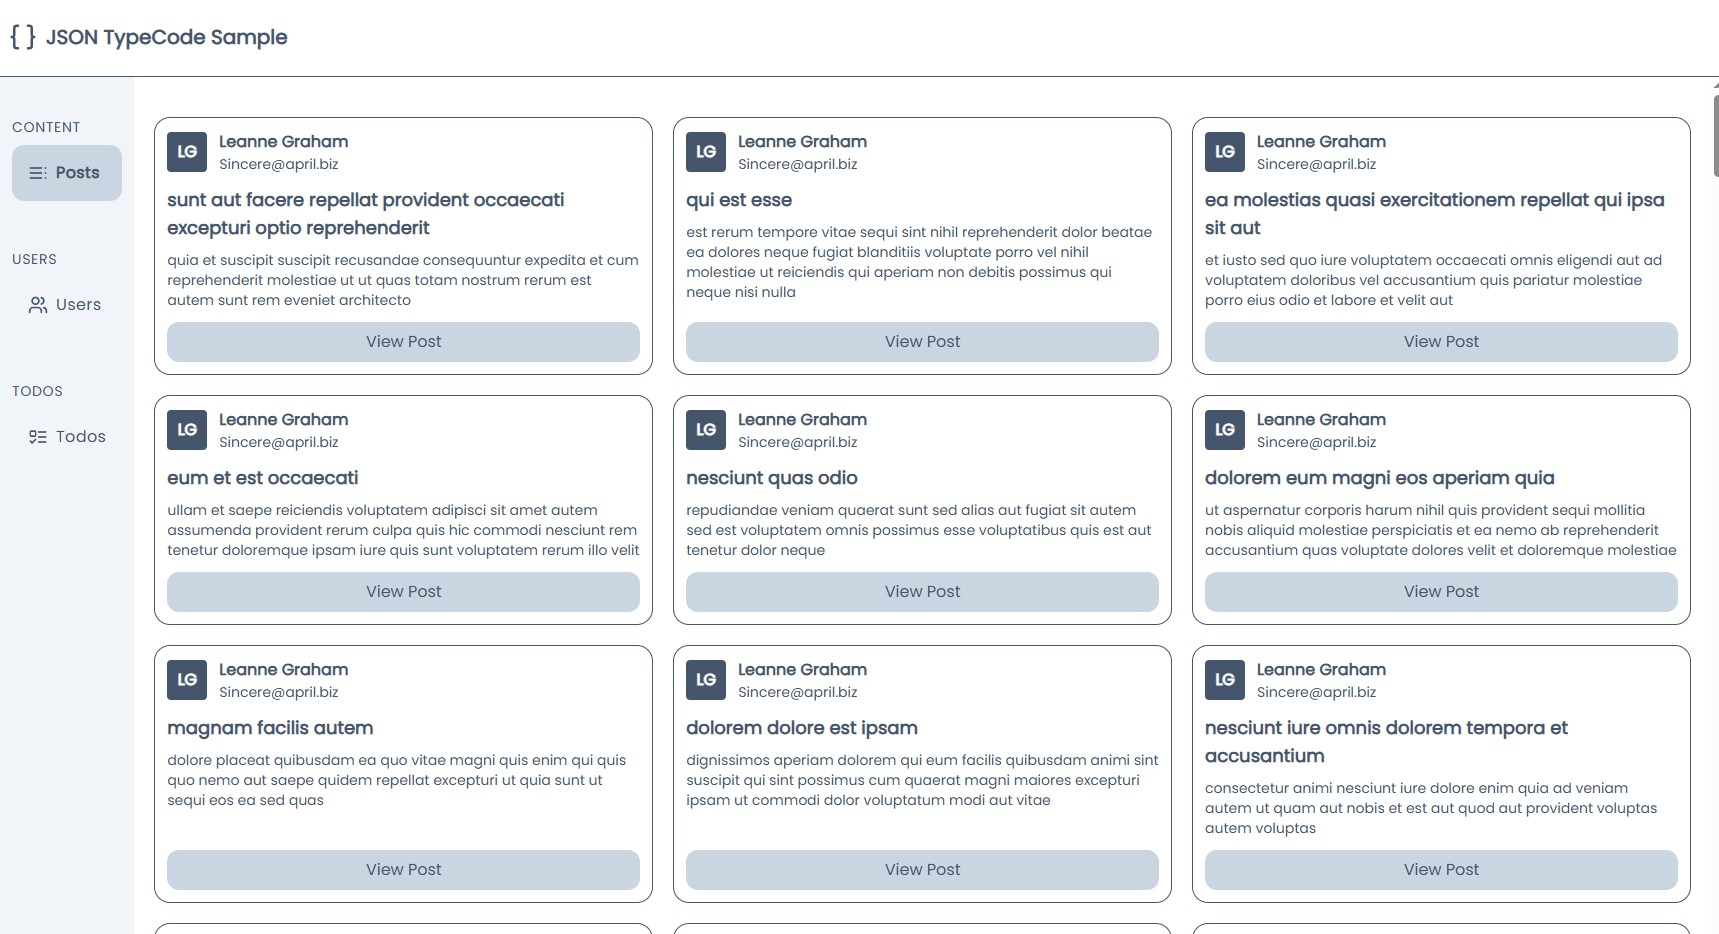 { } JSON TypeCode Sample
CONTENT
Posts
USERS
Users
TODOS
Todos
LG
Leanne Graham
Sincere@april.biz
sunt aut facere repellat provident occaecati
excepturi optio reprehenderit
quia et suscipit suscipit recusandae consequuntur expedita et cum
reprehenderit molestiae ut ut quas totam nostrum rerum est
autem sunt rem eveniet architecto
View Post
LG
Leanne Graham
Sincere@april.biz
qui est esse
est rerum tempore vitae sequi sint nihil reprehenderit dolor beatae
ea dolores neque fugiat blanditiis voluptate porro vel nihil
molestiae ut reiciendis qui aperiam non debitis possimus qui
neque nisi nulla
View Post
LG
Leanne Graham
Sincere@april.biz
ea molestias quasi exercitationem repellat qui ipsa
sit aut
et iusto sed quo iure voluptatem occaecati omnis eligendi aut ad
voluptatem doloribus vel accusantium quis pariatur molestiae
porro eius odio et labore et velit aut
View Post
LG
Leanne Graham
Sincere@april.biz
eum et est occaecati
ullam et saepe reiciendis voluptatem adipisci sit amet autem
assumenda provident rerum culpa quis hic commodi nesciunt rem
tenetur doloremque ipsam iure quis sunt voluptatem rerum illo velit
View Post
LG
Leanne Graham
Sincere@april.biz
nesciunt quas odio
repudiandae veniam quaerat sunt sed alias aut fugiat sit autem
sed est voluptatem omnis possimus esse voluptatibus quis est aut
tenetur dolor neque
View Post
LG
Leanne Graham
Sincere@april.biz
dolorem eum magni eos aperiam quia
ut aspernatur corporis harum nihil quis provident sequi mollitia
nobis aliquid molestiae perspiciatis et ea nemo ab reprehenderit
accusantium quas voluptate dolores velit et doloremque molestiae
View Post
LG
Leanne Graham
Sincere@april.biz
magnam facilis autem
dolore placeat quibusdam ea quo vitae magni quis enim qui quis
quo nemo aut saepe quidem repellat excepturi ut quia sunt ut
sequi eos ea sed quas
View Post
LG
Leanne Graham
Sincere@april.biz
dolorem dolore est ipsam
dignissimos aperiam dolorem qui eum facilis quibusdam animi sint
suscipit qui sint possimus cum quaerat magni maiores excepturi
ipsam ut commodi dolor voluptatum modi aut vitae
View Post
LG
Leanne Graham
Sincere@april.biz
nesciunt iure omnis dolorem tempora et
accusantium
consectetur animi nesciunt iure dolore enim quia ad veniam
autem ut quam aut nobis et est aut quod aut provident voluptas
autem voluptas
View Post